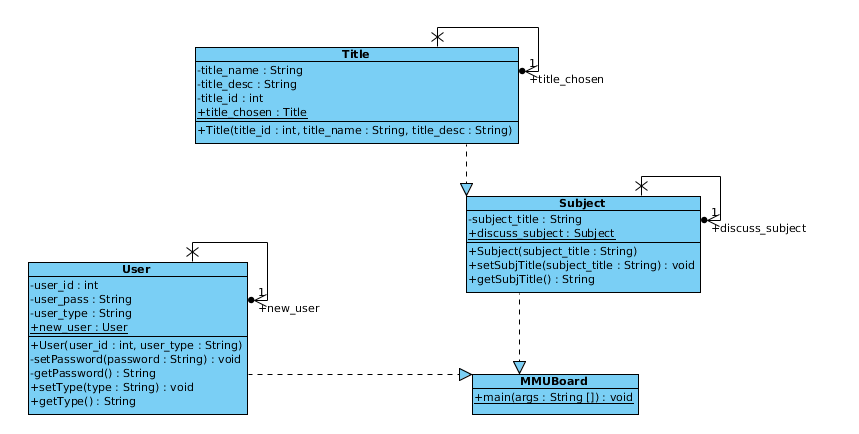 Title
-title_name : String
-title_desc : String
-title_id : int
+title_chosen : Title
+Title(title_id : int, title_name : String, title_desc : String)
1
+title_chosen
Subject
-subject_title : String
+discuss_subject : Subject
+Subject(subject_title : String)
+setSubjTitle(subject_title : String) : void
+getSubjTitle() : String
1
+discuss_subject
User
-user_id : int
-user_pass : String
-user_type : String
+new_user : User
+User(user_id : int, user_type : String)
-setPassword(password : String) : void
-getPassword() : String
+setType(type : String) : void
+getType() : String
1
+new_user
MMUBoard
+main(args : String []) : void